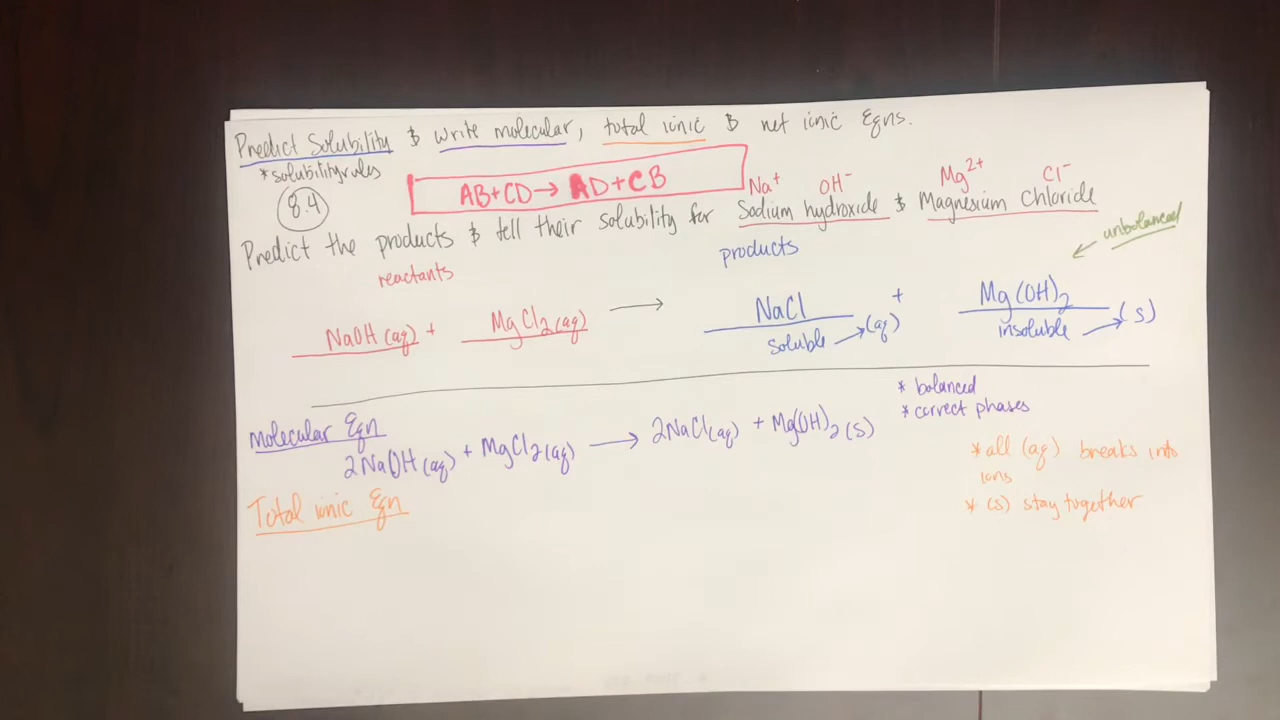 Predict Solubility & write molecular, total ionic & net ionic Eqns.
*solubility rules
8.4
AB+CD→ AD+CB
Na⁺ OH⁻ Mg²⁺ Cl⁻
Predict the products & tell their solubility for Sodium hydroxide & Magnesium Chloride
unbalanced
reactants
products
NaOH (aq) + MgCl₂ (aq) → NaCl + Mg(OH)₂
soluble → (aq) insoluble → (s)
Molecular Eqn
* balanced
* correct phases
2NaOH (aq) + MgCl₂ (aq) → 2NaCl (aq) + Mg(OH)₂ (s)
Total ionic Eqn
*all (aq) breaks into
ions
* (s) stay together